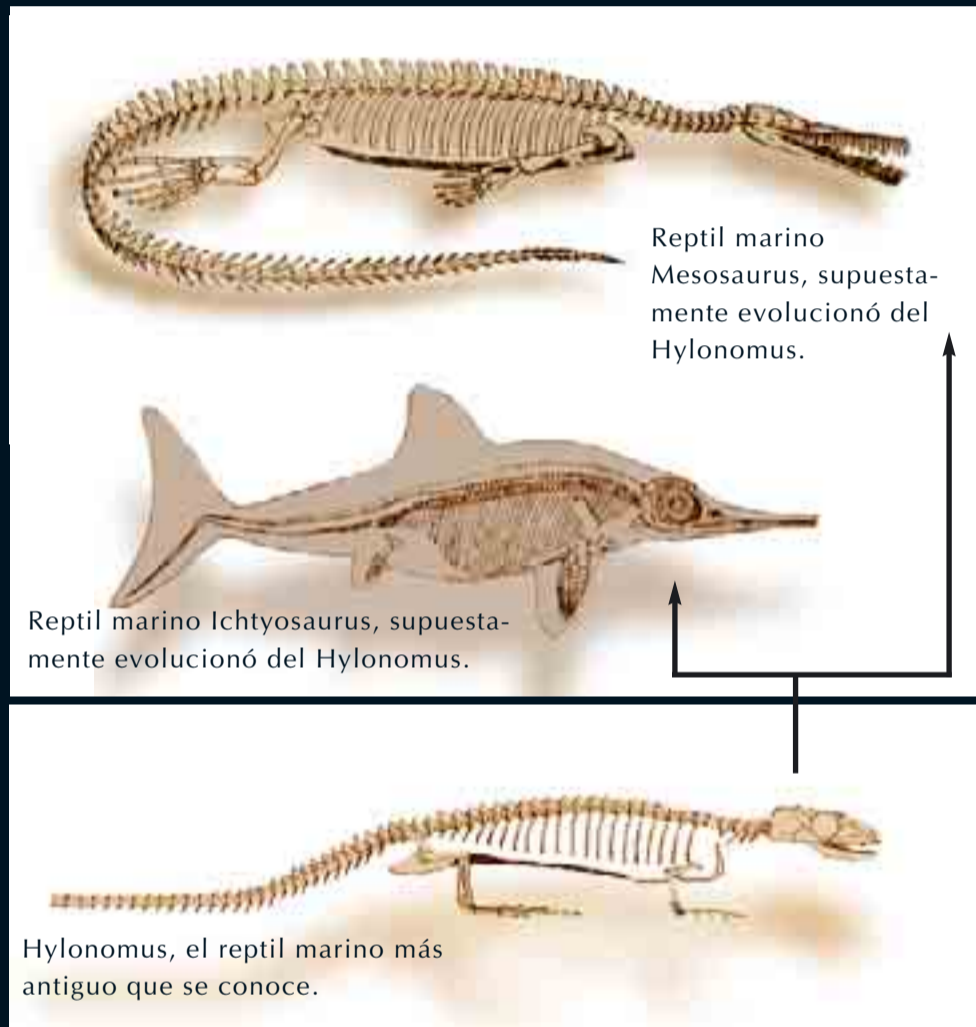 Reptil marino
Mesosaurus, supuesta-
mente evolucionó del
Hylonomus.
Reptil marino Ichtyosaurus, supuesta-
mente evolucionó del Hylonomus.
Hylonomus, el reptil marino más
antiguo que se conoce.